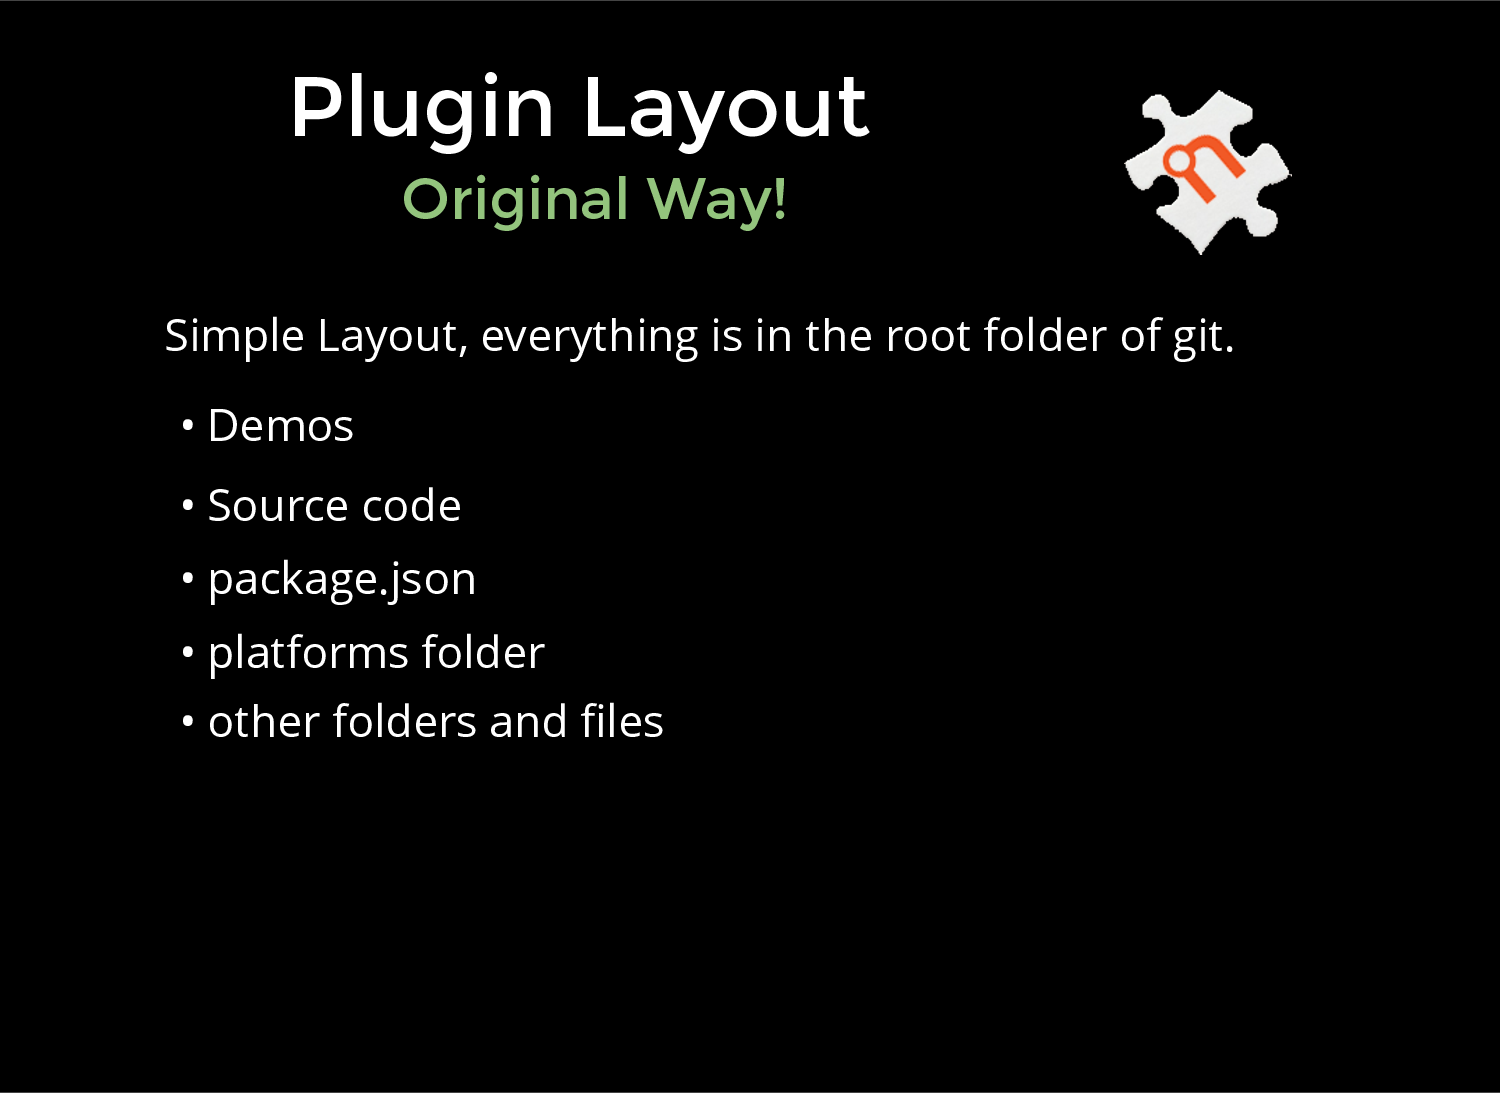 Plugin Layout
Original Way!
Simple Layout, everything is in the root folder of git.
• Demos
• Source code
• package.json
• platforms folder
• other folders and files